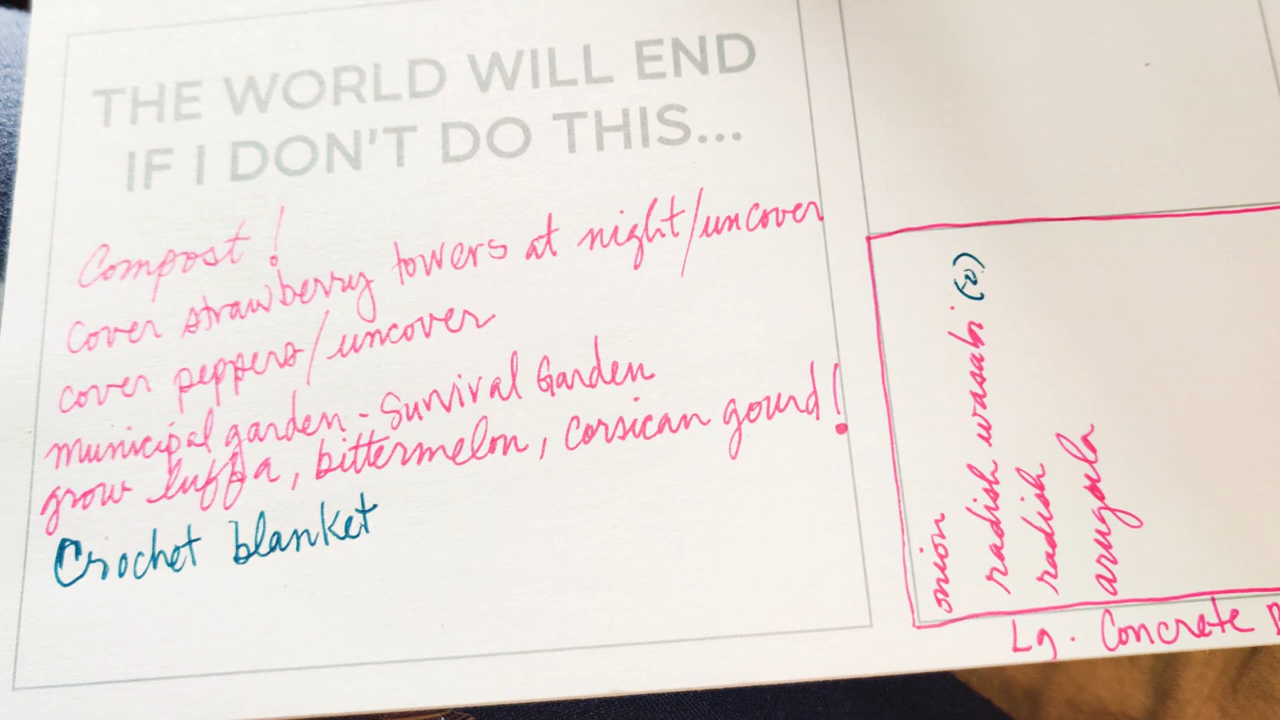 THE WORLD WILL END
IF I DON'T DO THIS...
Compost!
Cover strawberry towers at night/uncover
cover peppers/uncover
municipal garden - Survival Garden
grow luffa, bittermelon, corsican gourd!
Crochet blanket
onion
radish wasabi
radish
arugula
Lg. Concrete